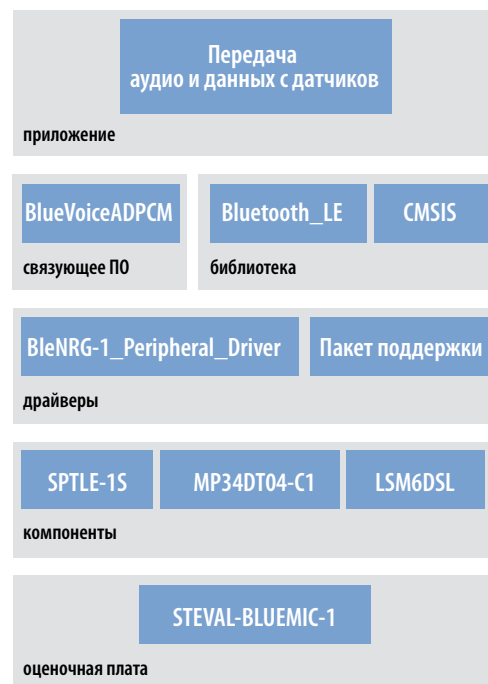 Передача
аудио и данных с датчиков
приложение
BlueVoiceADPCM
Bluetooth_LE
CMSIS
связующее ПО
библиотека
BleNRG-1_Peripheral_Driver
Пакет поддержки
драйверы
SPTLE-1S
MP34DT04-C1
LSM6DSL
компоненты
STEVAL-BLUEMIC-1
оценочная плата